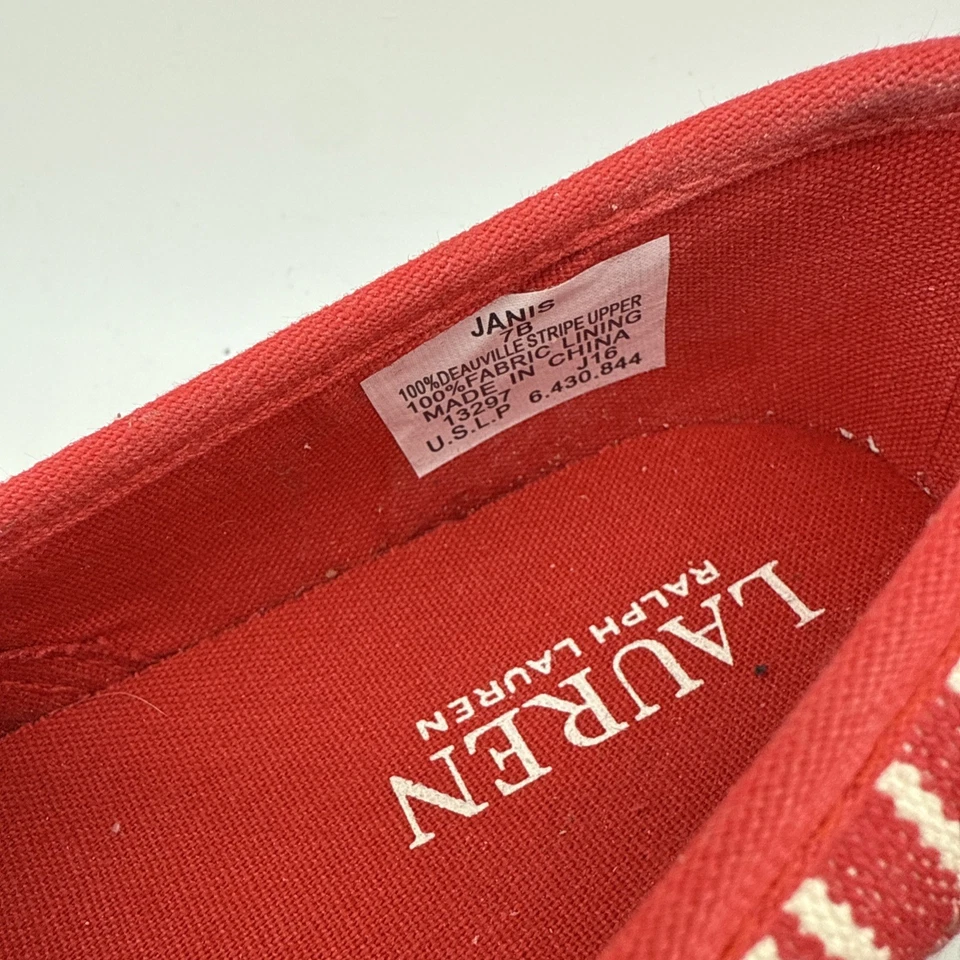 JANIS
7B
100%DEAUVILLE STRIPE UPPER
100%FABRIC LINING
MADE IN CHINA
13297 J16
U.S.L.P 6.430.844
LAUREN
RALPH LAUREN